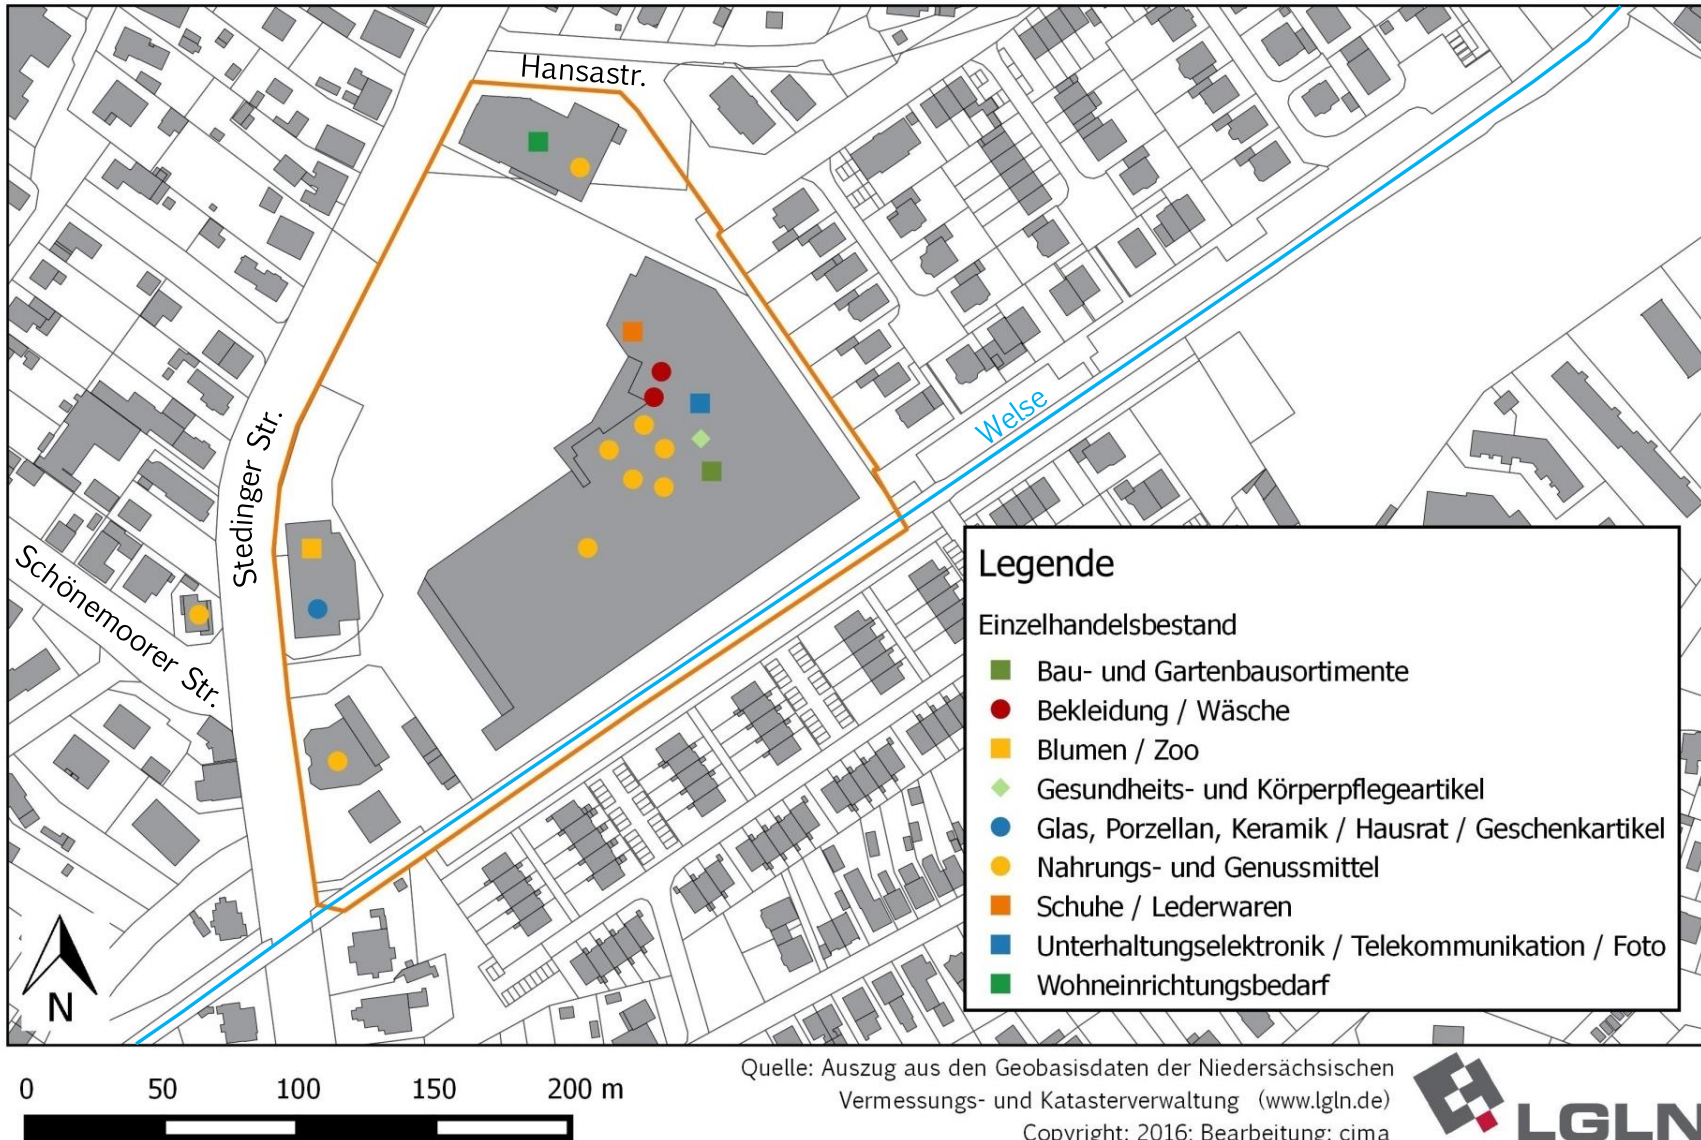 Hansastr.
Welse
Stedinger Str.
Schönemoorer Str.
Legende
Einzelhandelsbestand
Bau- und Gartenbausortimente
Bekleidung / Wäsche
Blumen / Zoo
Gesundheits- und Körperpflegeartikel
Glas, Porzellan, Keramik / Hausrat / Geschenkartikel
Nahrungs- und Genussmittel
Schuhe / Lederwaren
Unterhaltungselektronik / Telekommunikation / Foto
Wohneinrichtungsbedarf
N
0 50 100 150 200 m
Quelle: Auszug aus den Geobasisdaten der Niedersächsischen
Vermessungs- und Katasterverwaltung (www.lgln.de)
Copyright: 2016; Bearbeitung: cima
LGLN